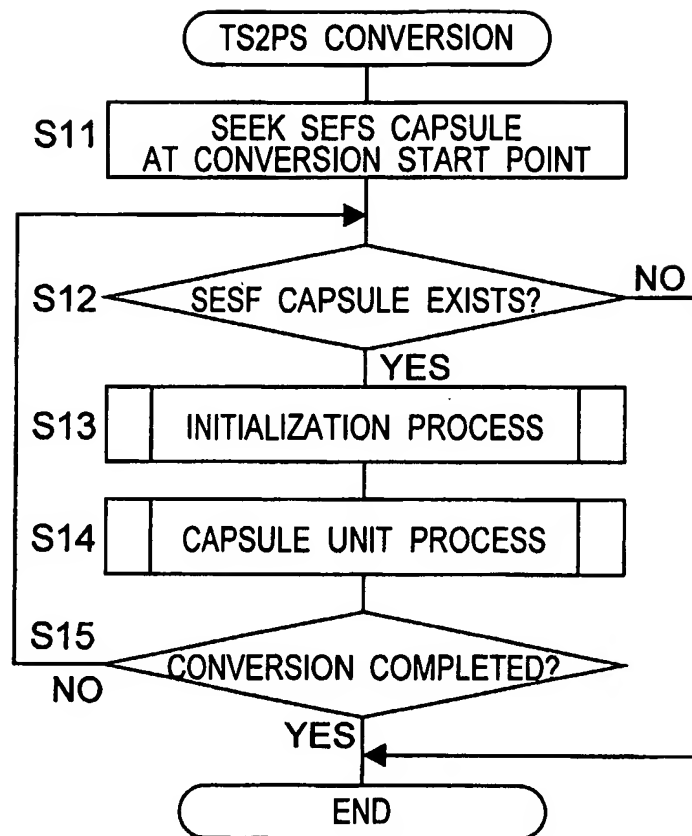 TS2PS CONVERSION
S11
SEEK SEFS CAPSULE
AT CONVERSION START POINT
S12
SESF CAPSULE EXISTS?
NO
YES
S13
INITIALIZATION PROCESS
S14
CAPSULE UNIT PROCESS
S15
CONVERSION COMPLETED?
NO
YES
END